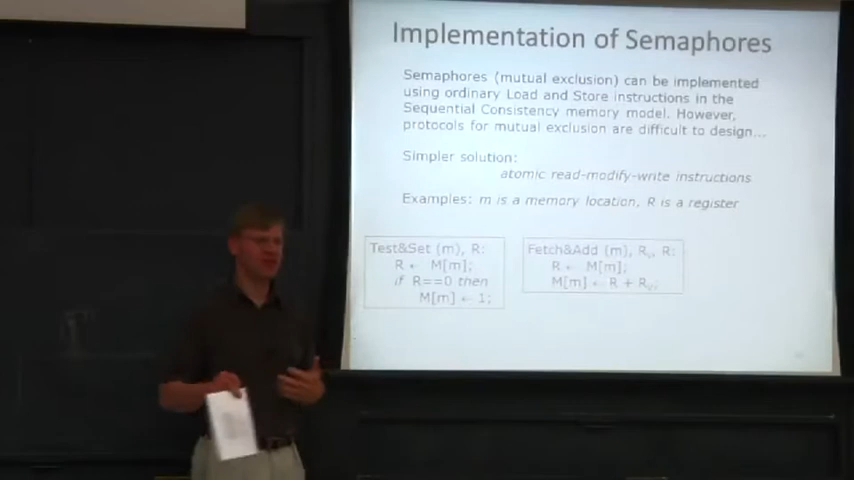 Implementation of Semaphores
Semaphores (mutual exclusion) can be implemented
using ordinary Load and Store instructions in the
Sequential Consistency memory model. However,
protocols for mutual exclusion are difficult to design...
Simpler solution:
atomic read-modify-write instructions
Examples: m is a memory location, R is a register
Test&Set (m), R:
R ← M[m];
if R==0 then
M[m] ← 1;
Fetch&Add (m), Rv, R:
R ← M[m];
M[m] ← R + Rv;